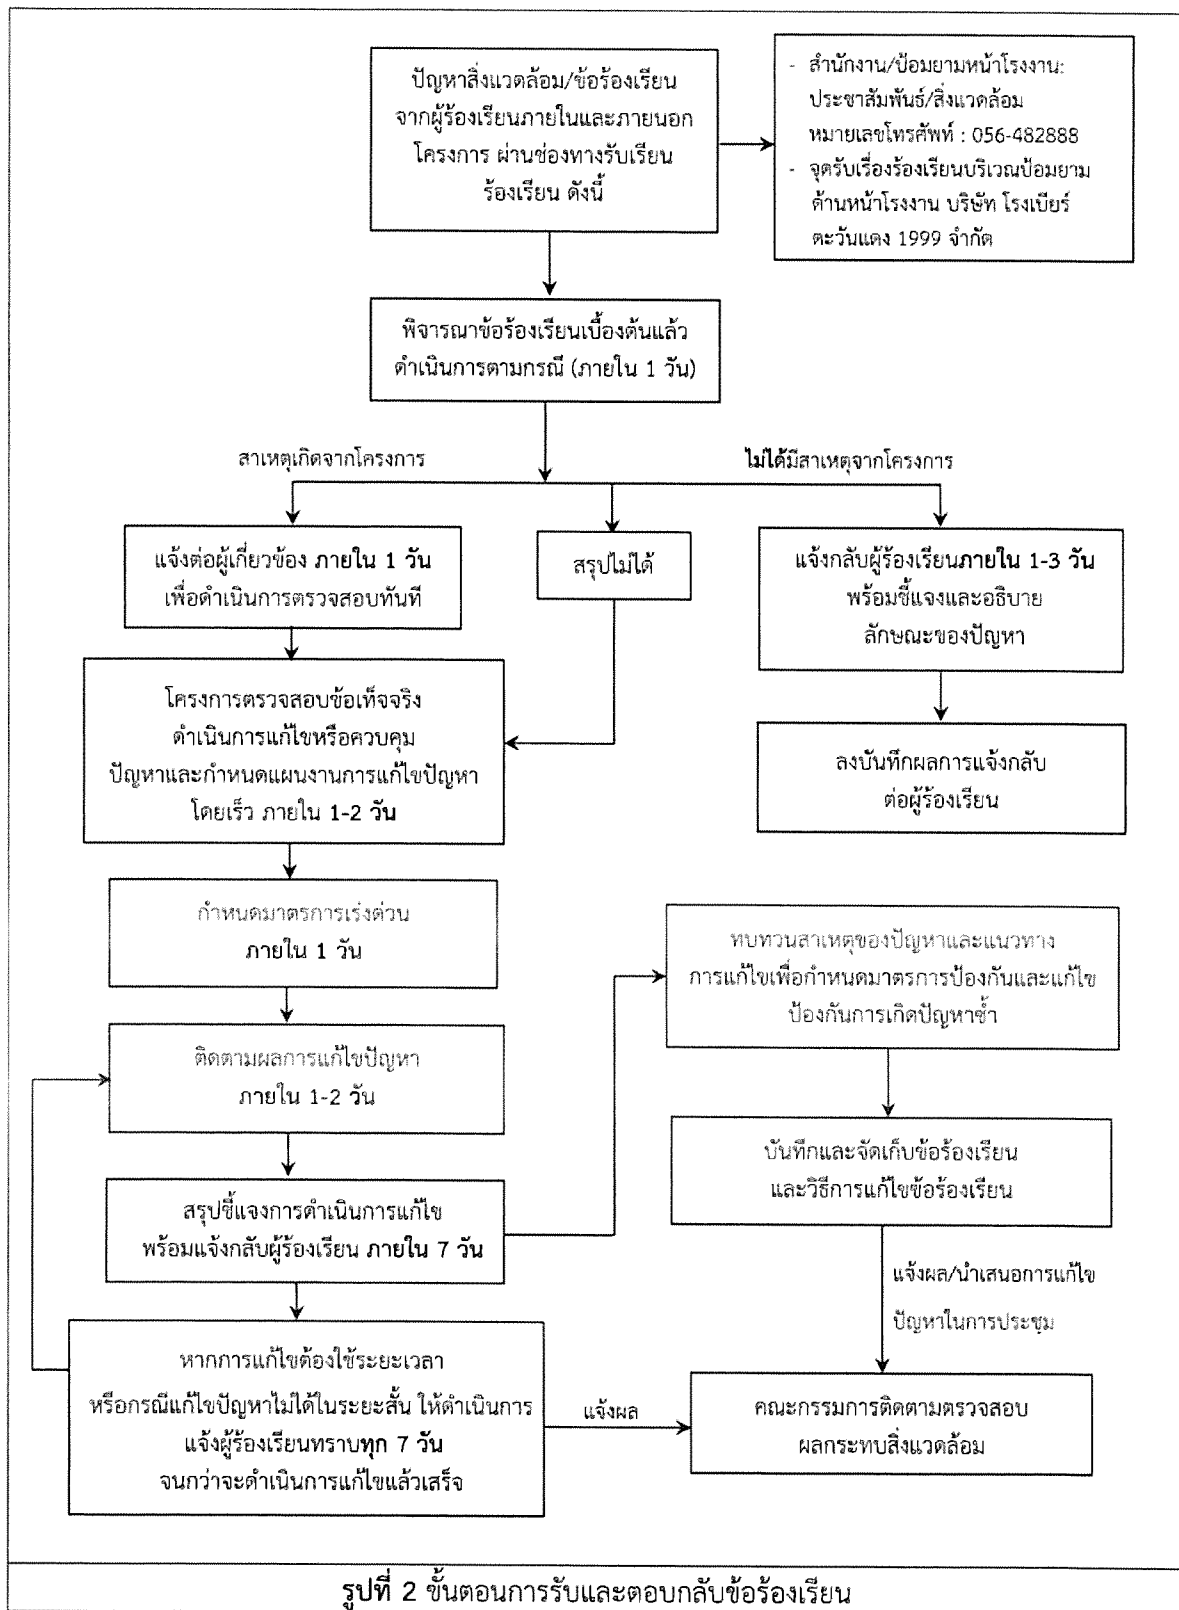 ปัญหาสิ่งแวดล้อม/ข้อร้องเรียน
จากผู้ร้องเรียนภายในและภายนอก
โครงการ ผ่านช่องทางรับเรียน
ร้องเรียน ดังนี้
- สำนักงาน/ป้อมยามหน้าโรงงาน:
ประชาสัมพันธ์/สิ่งแวดล้อม
หมายเลขโทรศัพท์ : 056-482888
- จุดรับเรื่องร้องเรียนบริเวณป้อมยาม
ด้านหน้าโรงงาน บริษัท โรงเบียร์
ตะวันแดง 1999 จำกัด
พิจารณาข้อร้องเรียนเบื้องต้นแล้ว
ดำเนินการตามกรณี (ภายใน 1 วัน)
สาเหตุเกิดจากโครงการ
ไม่ได้มีสาเหตุจากโครงการ
แจ้งต่อผู้เกี่ยวข้อง ภายใน 1 วัน
เพื่อดำเนินการตรวจสอบทันที
สรุปไม่ได้
แจ้งกลับผู้ร้องเรียนภายใน 1-3 วัน
พร้อมชี้แจงและอธิบาย
ลักษณะของปัญหา
โครงการตรวจสอบข้อเท็จจริง
ดำเนินการแก้ไขหรือควบคุม
ปัญหาและกำหนดแผนงานการแก้ไขปัญหา
โดยเร็ว ภายใน 1-2 วัน
ลงบันทึกผลการแจ้งกลับ
ต่อผู้ร้องเรียน
กำหนดมาตรการเร่งด่วน
ภายใน 1 วัน
ทบทวนสาเหตุของปัญหาและแนวทาง
การแก้ไขเพื่อกำหนดมาตรการป้องกันและแก้ไข
ป้องกันการเกิดปัญหาซ้ำ
ติดตามผลการแก้ไขปัญหา
ภายใน 1-2 วัน
บันทึกและจัดเก็บข้อร้องเรียน
และวิธีการแก้ไขข้อร้องเรียน
สรุปชี้แจงการดำเนินการแก้ไข
พร้อมแจ้งกลับผู้ร้องเรียน ภายใน 7 วัน
แจ้งผล/นำเสนอการแก้ไข
ปัญหาในการประชุม
หากการแก้ไขต้องใช้ระยะเวลา
หรือกรณีแก้ไขปัญหาไม่ได้ในระยะสั้น ให้ดำเนินการ
แจ้งผู้ร้องเรียนทราบทุก 7 วัน
จนกว่าจะดำเนินการแก้ไขแล้วเสร็จ
แจ้งผล
คณะกรรมการติดตามตรวจสอบ
ผลกระทบสิ่งแวดล้อม
รูปที่ 2 ขั้นตอนการรับและตอบกลับข้อร้องเรียน